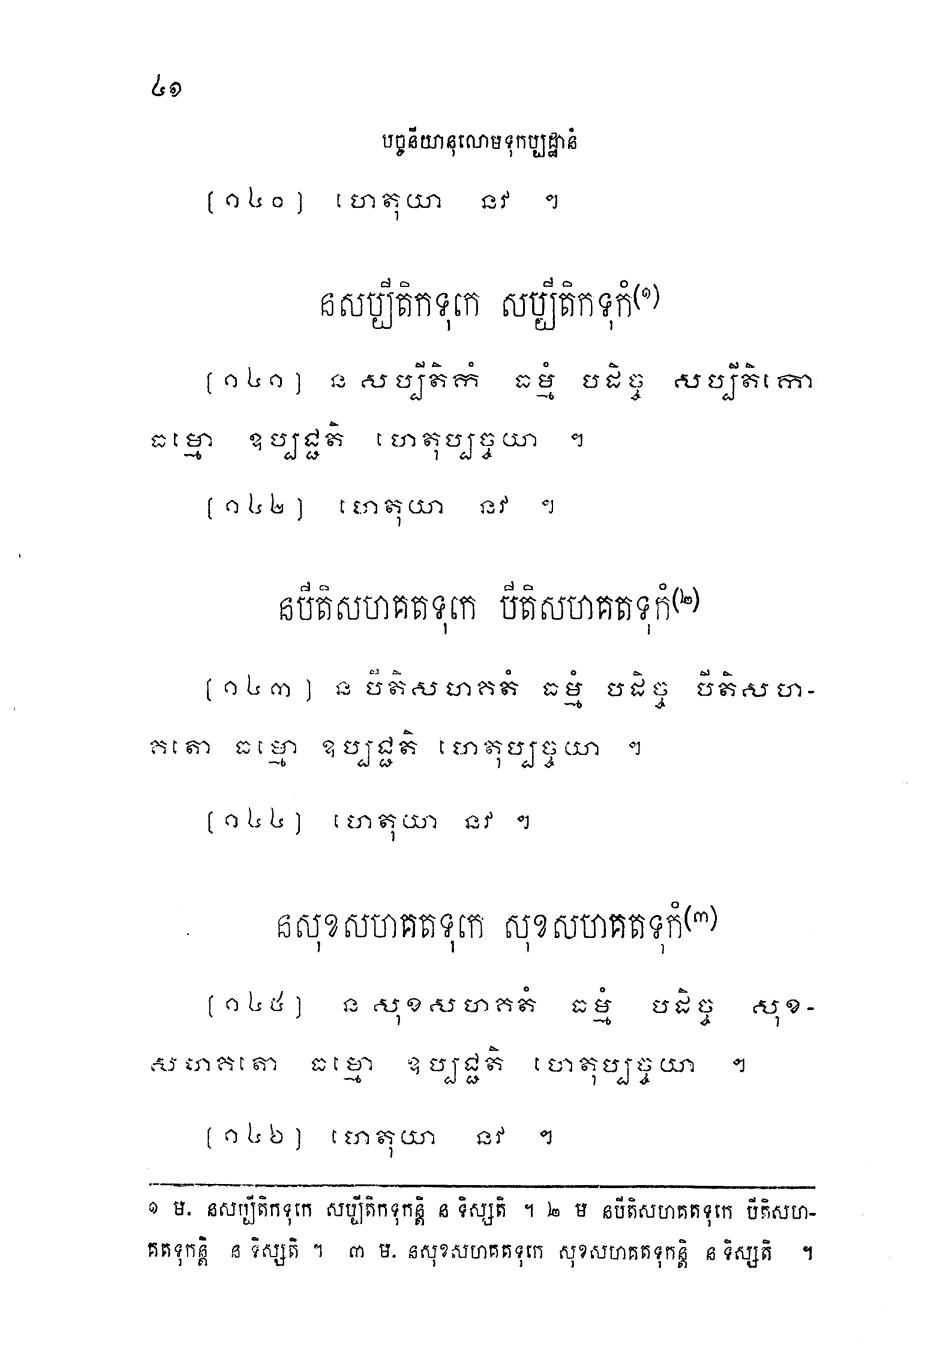 ៤១
បច្ចនីយានុលោមទុកប្បដ្ឋានំ
[១៤០] ហេតុយា នវ ។
នសប្បីតិកទុកេ សប្បីតិកទុកំ(១)
[១៤១] ន សប្បីតិកំ ធម្មំ បដិច្ច សប្បីតិកោ
ធម្មោ ឧប្បជ្ជតិ ហេតុប្បច្ចយា ។
[១៤២] ហេតុយា នវ ។
នបីតិសហគតទុកេ បីតិសហគតទុកំ(២)
[១៤៣] ន បីតិសហគតំ ធម្មំ បដិច្ច បីតិសហ-
គតោ ធម្មោ ឧប្បជ្ជតិ ហេតុប្បច្ចយា ។
[១៤៤] ហេតុយា នវ ។
នសុខសហគតទុកេ សុខសហគតទុកំ(៣)
[១៤៥] ន សុខសហគតំ ធម្មំ បដិច្ច សុខ-
សហគតោ ធម្មោ ឧប្បជ្ជតិ ហេតុប្បច្ចយា ។
[១៤៦] ហេតុយា នវ ។
១ ម. នសប្បីតិកទុកេ សប្បីតិកទុកន្តិ ន ទិស្សតិ ។ ២ ម នបីតិសហគតទុកេ បីតិសហ-
គតទុកន្តិ ន ទិស្សតិ ។ ៣ ម. នសុខសហគតទុកេ សុខសហគតទុកន្តិ ន ទិស្សតិ ។